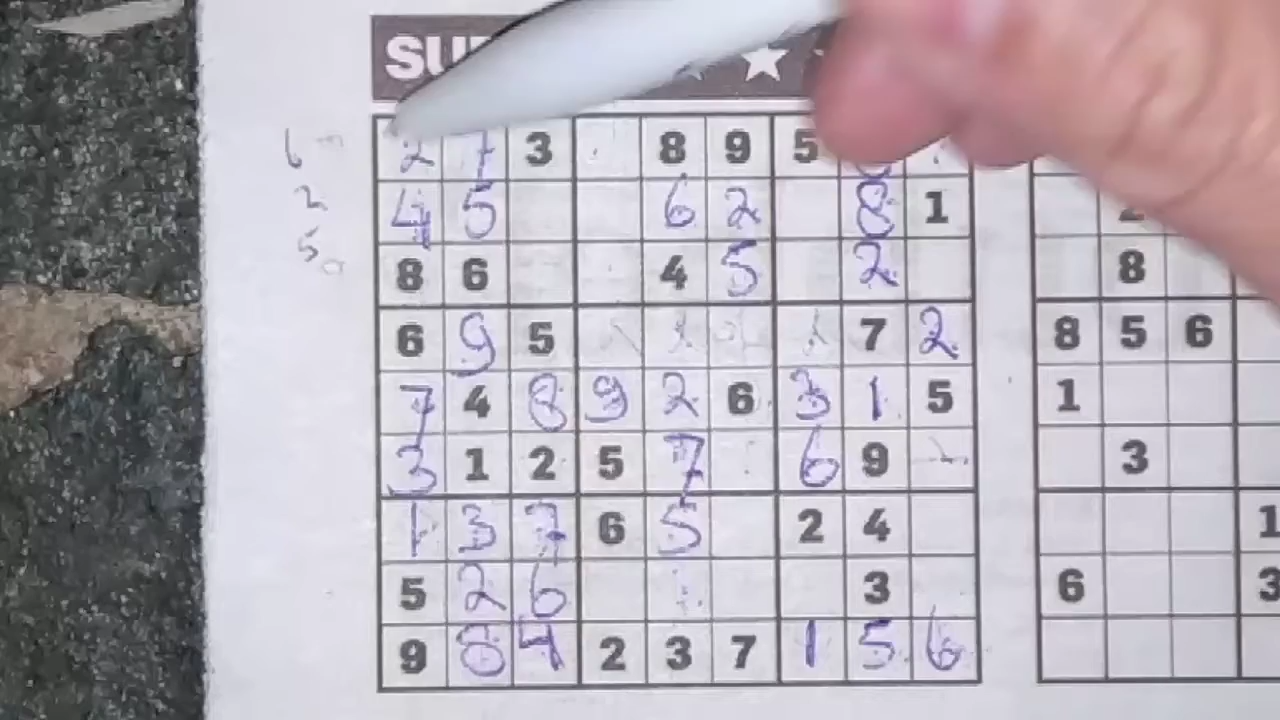 SU
6 2 7 3 8 9 5
2 4 5 6 2 8 1 2
5 8 6 4 5 2 8
6 9 5 7 2 8 5 6
7 4 8 9 2 6 3 1 5 1
3 1 2 5 7 6 9 3
1 3 7 6 5 2 4 1
5 2 6 3 6 3
9 8 4 2 3 7 1 5 6